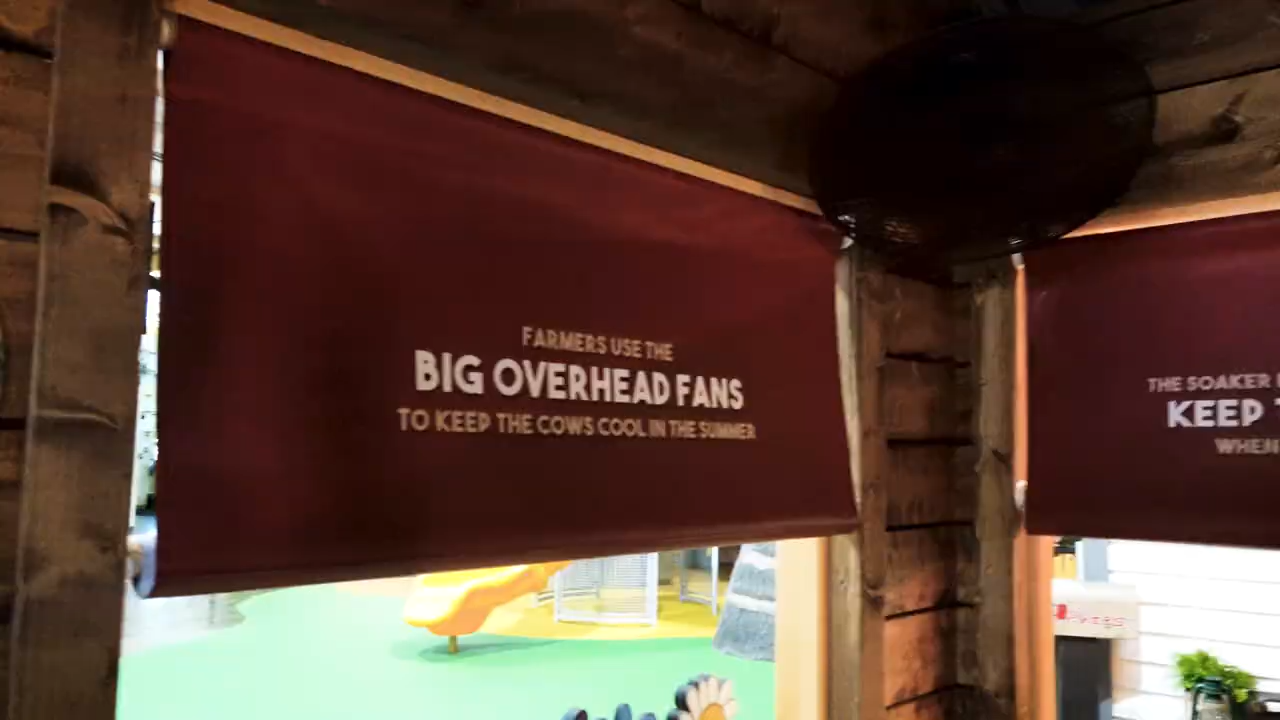 FARMERS USE THE
BIG OVERHEAD FANS
TO KEEP THE COWS COOL IN THE SUMMER
THE SOAKER
KEEP
WHEN